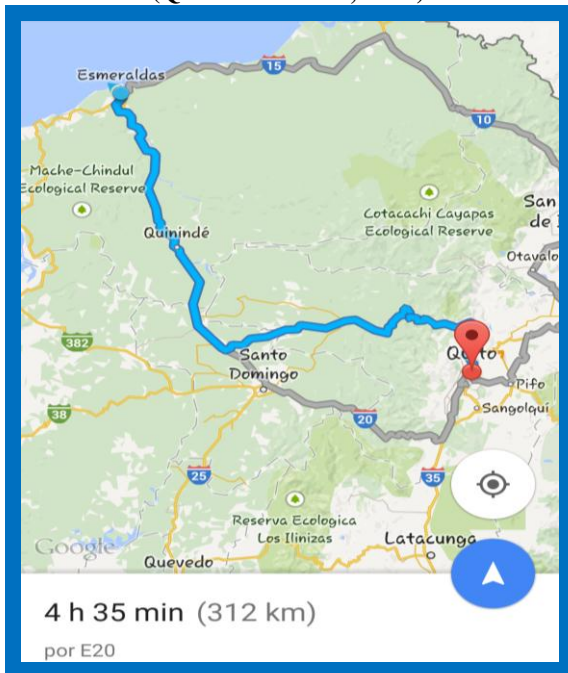 15
Esmeraldas
10
Mache-Chindul
Ecological Reserve
Cotacachi Cayapas
Ecological Reserve
San
de
Quinindé
Otavalo
382
Santo
Domingo
Quito
Pifo
Sangolquí
38
20
25
35
Reserva Ecologica
Los Ilinizas
Latacunga
Google
Quevedo
4 h 35 min (312 km)
por E20